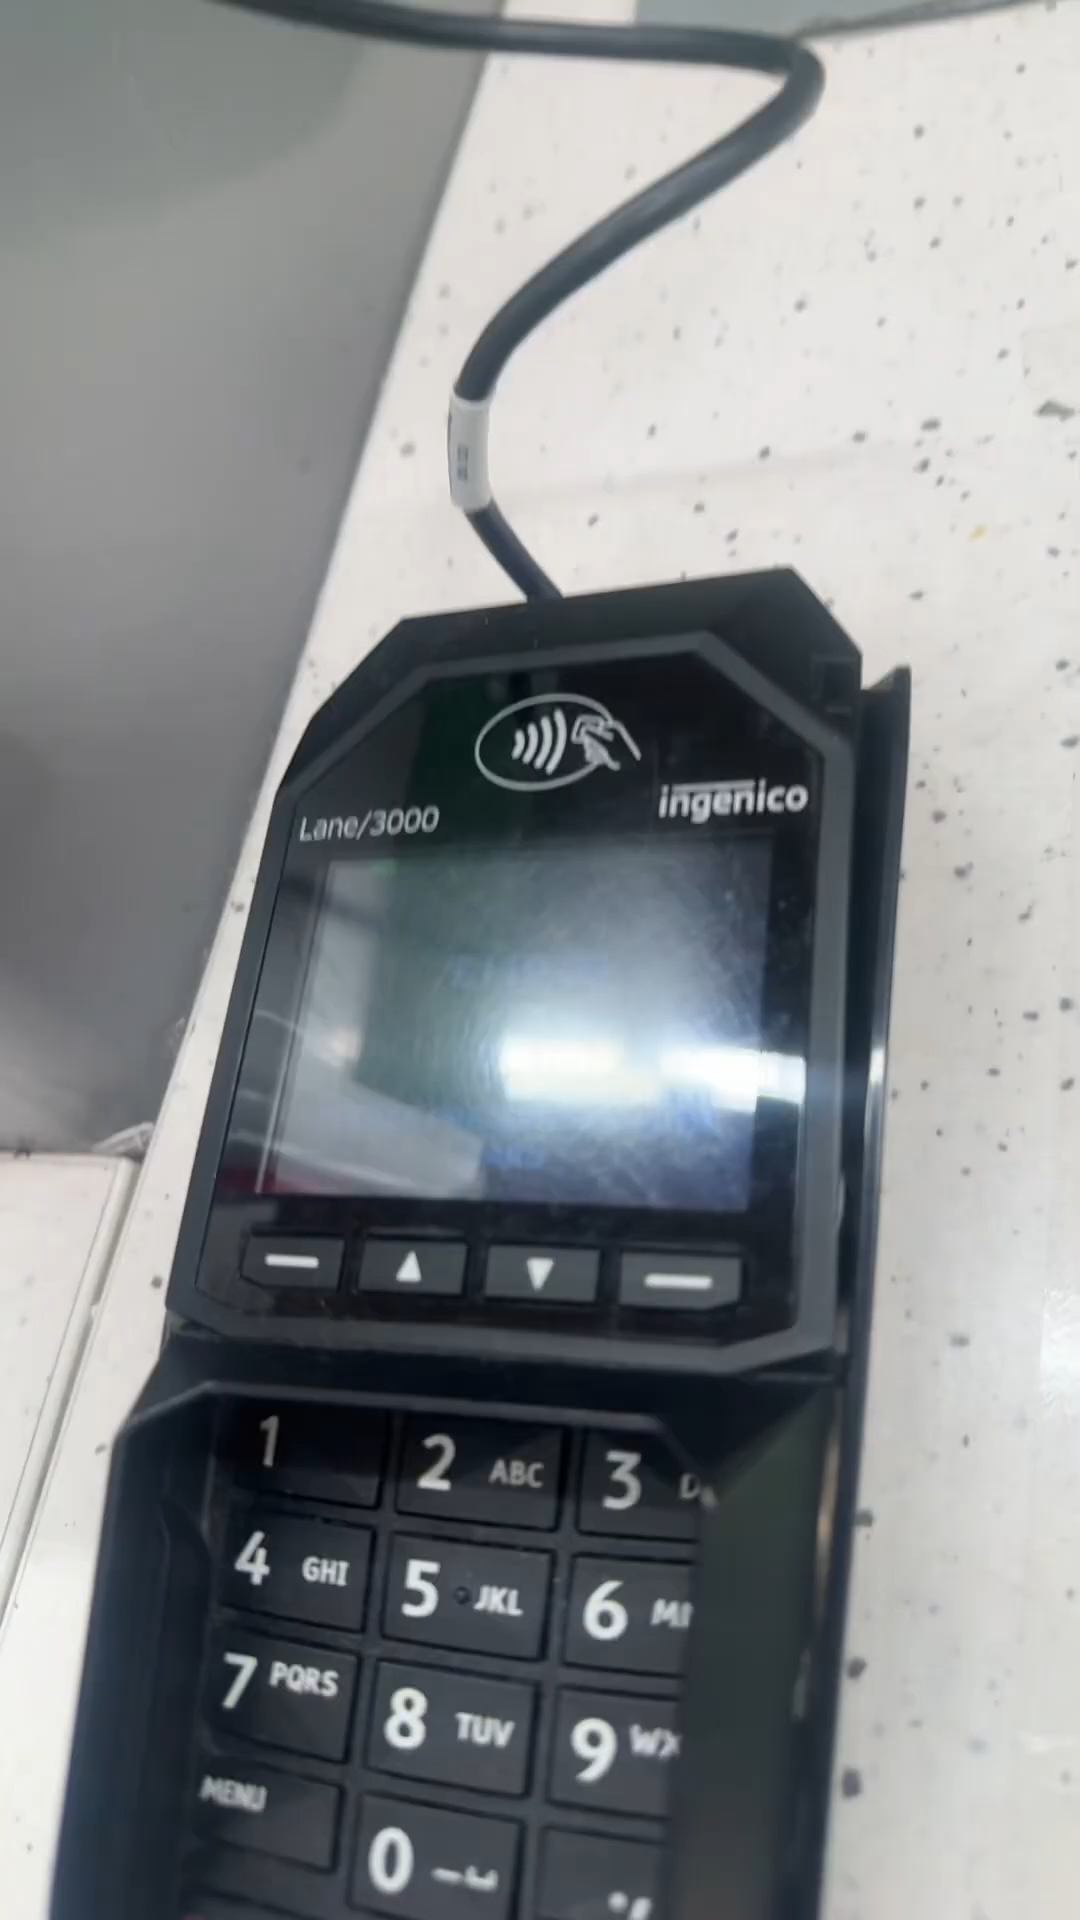 Lane/3000
ingenico
1
2 ABC
3
4 GHI
5 JKL
6
7 PQRS
8 TUV
9 WX
MENU
0